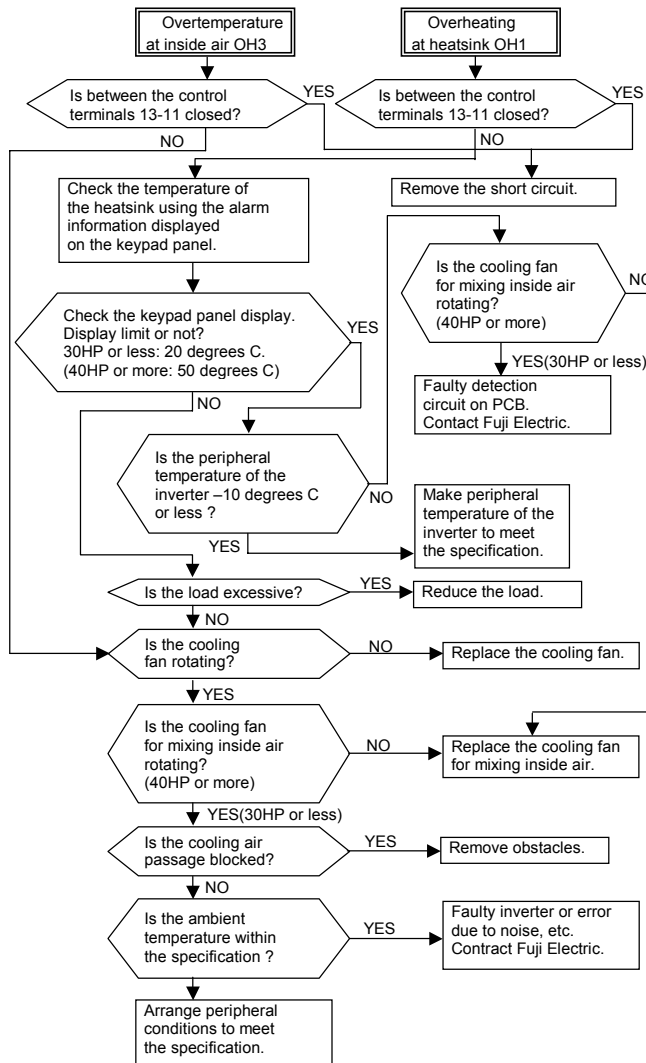 Overtemperature
at inside air OH3
Overheating
at heatsink OH1
Is between the control
terminals 13-11 closed?
YES
Is between the control
terminals 13-11 closed?
YES
NO
NO
Check the temperature of
the heatsink using the alarm
information displayed
on the keypad panel.
Remove the short circuit.
Is the cooling fan
for mixing inside air
rotating?
(40HP or more)
NO
Check the keypad panel display.
Display limit or not?
30HP or less: 20 degrees C.
(40HP or more: 50 degrees C)
YES
YES(30HP or less)
NO
Faulty detection
circuit on PCB.
Contact Fuji Electric.
Is the peripheral
temperature of the
inverter –10 degrees C
or less ?
NO
YES
Make peripheral
temperature of the
inverter to meet
the specification.
Is the load excessive?
YES
Reduce the load.
NO
Is the cooling
fan rotating?
NO
Replace the cooling fan.
YES
Is the cooling fan
for mixing inside air
rotating?
(40HP or more)
NO
Replace the cooling fan
for mixing inside air.
YES(30HP or less)
Is the cooling air
passage blocked?
YES
Remove obstacles.
NO
Is the ambient
temperature within
the specification ?
YES
Faulty inverter or error
due to noise, etc.
Contract Fuji Electric.
Arrange peripheral
conditions to meet
the specification.